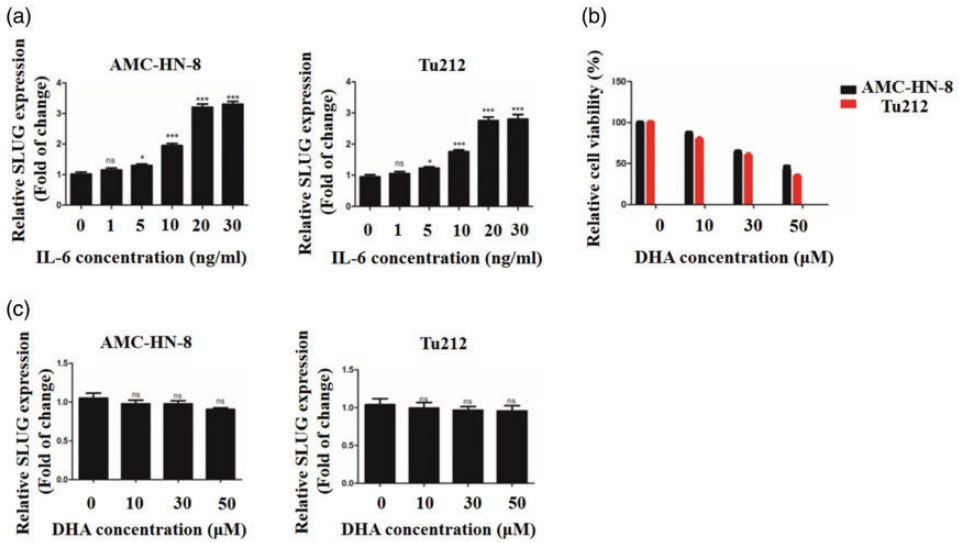 (a)
AMC-HN-8
Relative SLUG expression
(Fold of change)
4
3
2
1
0
ns
*
***
***
***
0 1 5 10 20 30
IL-6 concentration (ng/ml)
Tu212
Relative SLUG expression
(Fold of change)
4
3
2
1
0
ns
*
***
***
***
0 1 5 10 20 30
IL-6 concentration (ng/ml)
(b)
Relative cell viability (%)
150
100
50
0
AMC-HN-8
Tu212
0 10 30 50
DHA concentration (μM)
(c)
AMC-HN-8
Relative SLUG expression
(Fold of change)
1.5
1.0
0.5
0.0
ns
ns
ns
0 10 30 50
DHA concentration (μM)
Tu212
Relative SLUG expression
(Fold of change)
1.5
1.0
0.5
0.0
ns
ns
ns
0 10 30 50
DHA concentration (μM)